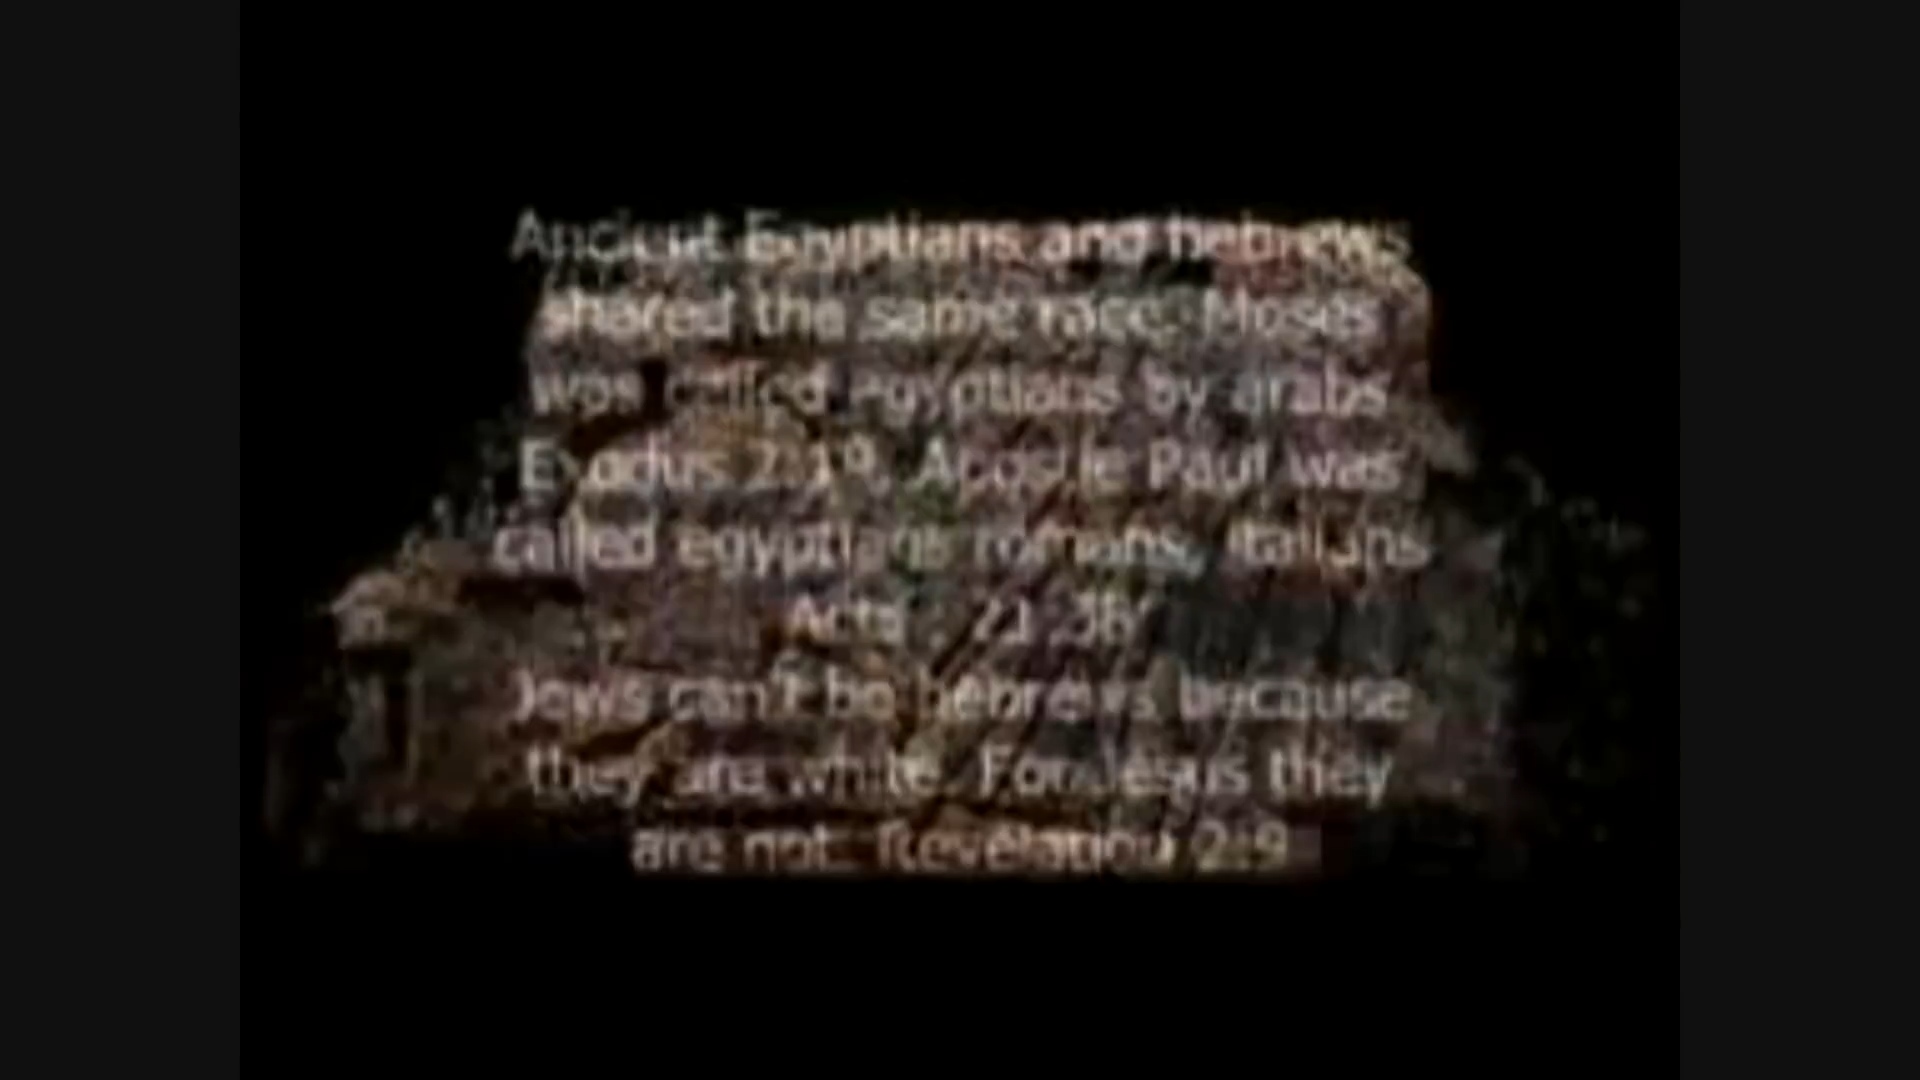 Ancient Egyptians and hebrews
shared the same race. Moses
was called egyptians by arabs
Exodus 2:19. Apostle Paul was
called egyptians romans, italians
Acts : 21:38
Jews can't be hebrews because
they are white. For Jesus they
are not. Revelation 2:9